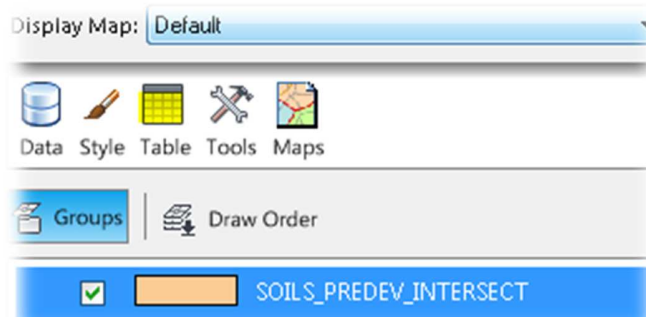 Display Map: Default
Data Style Table Tools Maps
Groups Draw Order
SOILS_PREDEV_INTERSECT